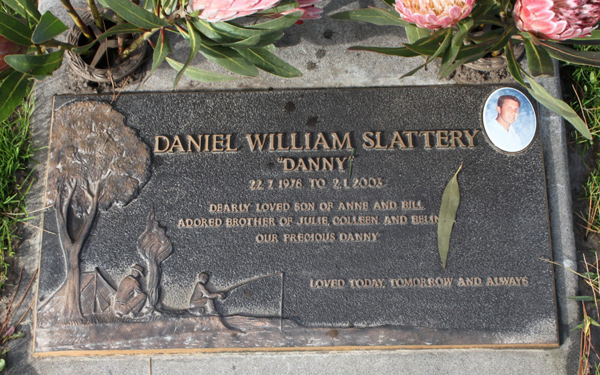 DANIEL WILLIAM SLATTERY
"DANNY"
22.7.1978 TO 2.1.2003
DEARLY LOVED SON OF ANNE AND BILL
ADORED BROTHER OF JULIE, COLLEEN AND
OUR PRECIOUS DANNY
LOVED TODAY, TOMORROW AND ALWAYS